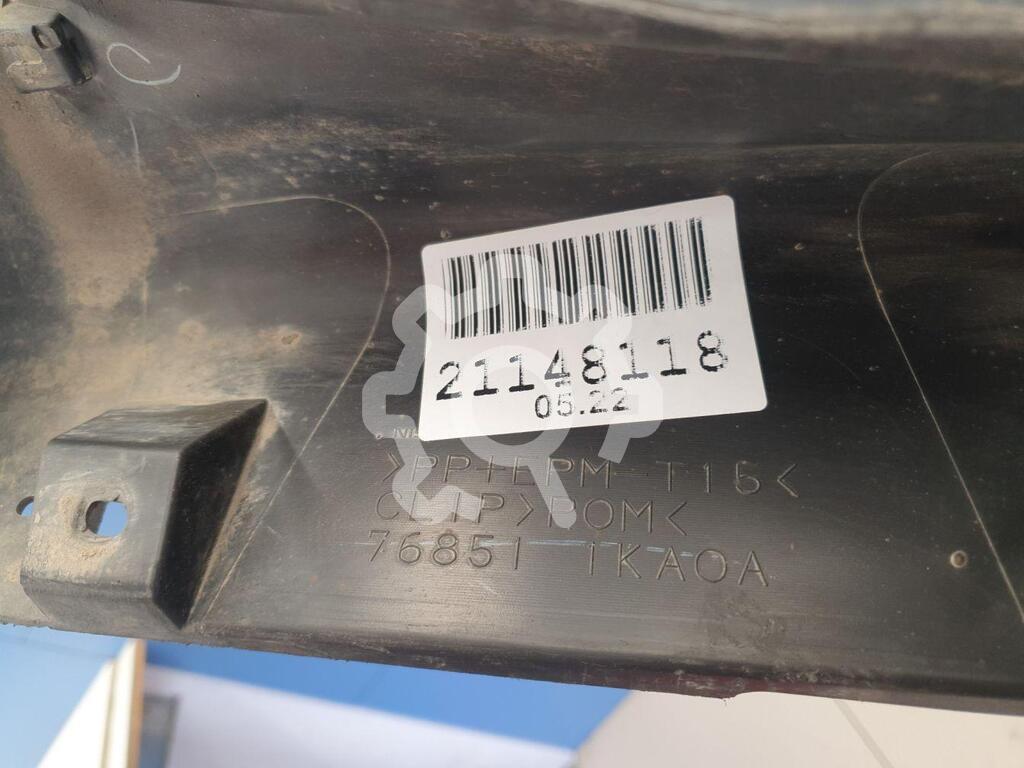 21148118
05.22
>PP+EPM-T15<
CLIP>POM<
76851 1KA0A